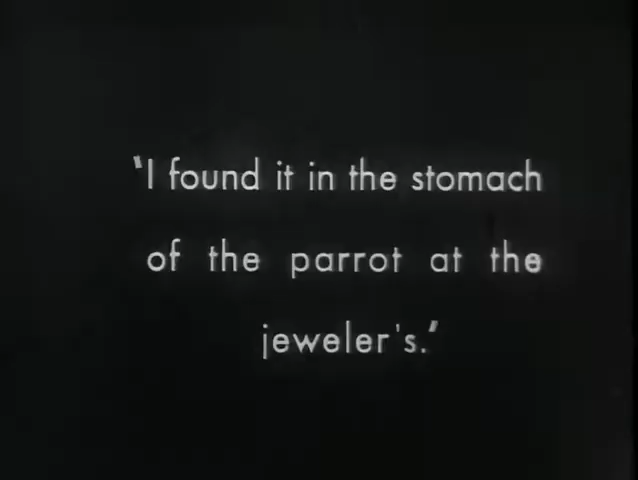 "I found it in the stomach
of the parrot at the
jeweler's."